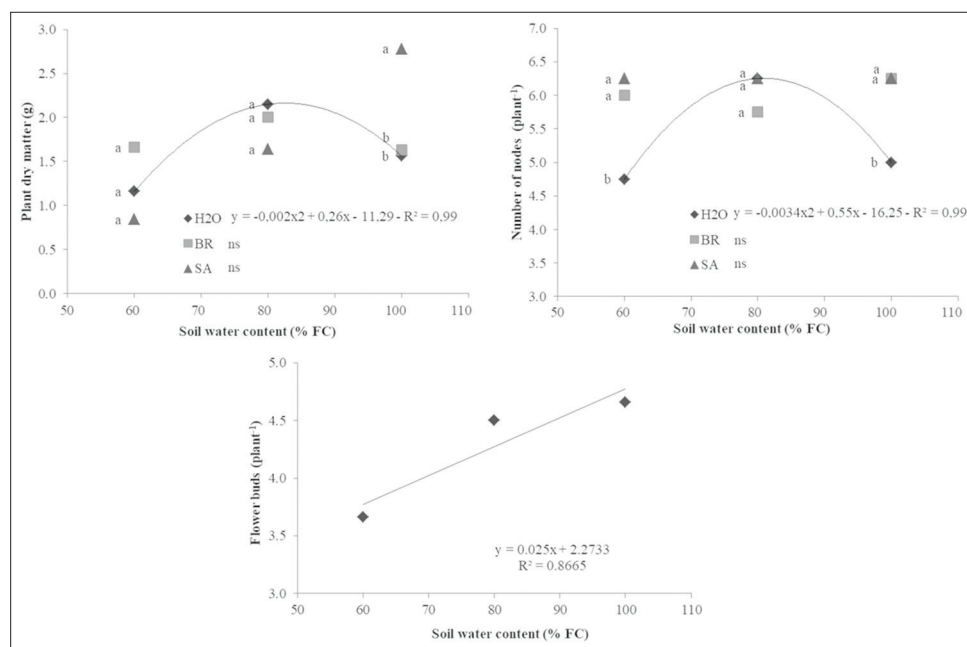 3.0
2.5
2.0
1.5
1.0
0.5
0.0
Plant dry matter (g)
a
a
a
a
a
a
a
b
b
H2O y = -0.002x2 + 0.26x - 11.29 - R² = 0.99
BR ns
SA ns
50 60 70 80 90 100 110
Soil water content (% FC)
6.5
6.0
5.5
5.0
4.5
4.0
3.5
3.0
Number of nodes (plant-1)
a
a
b
a
a
a
a
a
b
H2O y = -0.0034x2 + 0.55x - 16.25 - R² = 0.99
BR ns
SA ns
50 60 70 80 90 100 110
Soil water content (% FC)
5.0
4.5
4.0
3.5
3.0
Flower buds (plant-1)
y = 0.025x + 2.2733
R² = 0.8665
50 60 70 80 90 100 110
Soil water content (% FC)